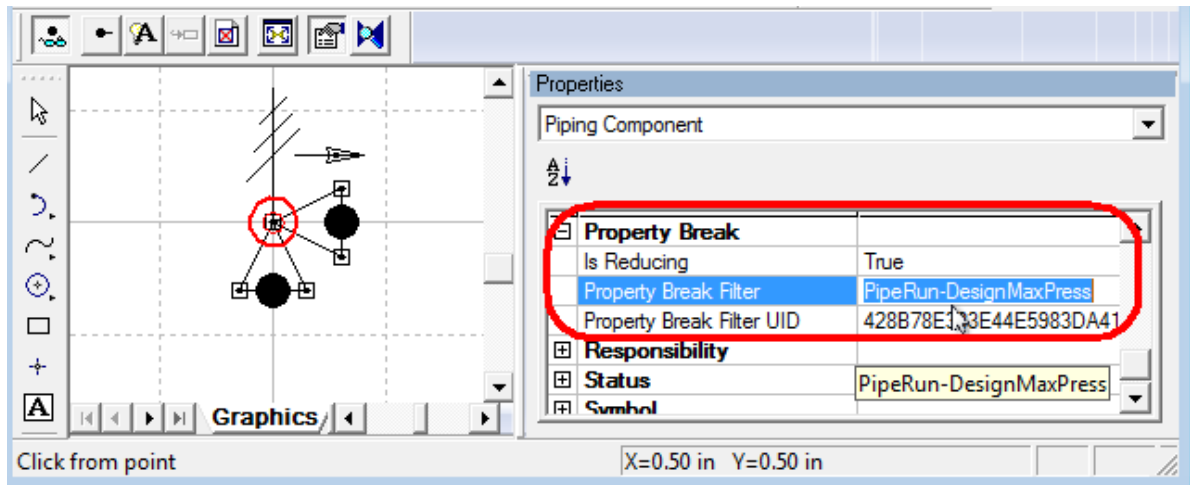 Properties
Piping Component
A
Z
Property Break
Is Reducing True
Property Break Filter PipeRun-DesignMaxPress
Property Break Filter UID
Responsibility
Status
PipeRun-DesignMaxPress
Symbol
A
A
Graphics
Click from point X=0.50 in Y=0.50 in